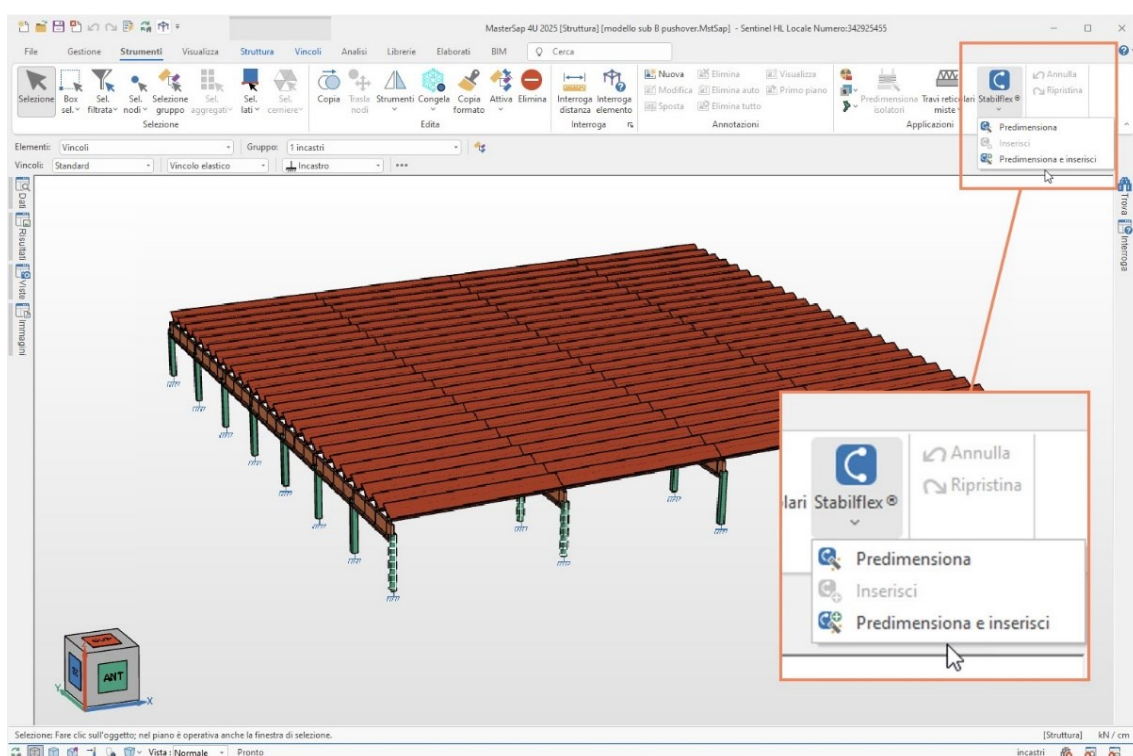 MasterSap 4U 2025 [Struttura] [modello sub B pushover.MstSap] - Sentinel HL Locale Numero:342925455
File Gestione Strumenti Visualizza Struttura Vincoli Analisi Librerie Elaborati BIM Cerca
Selezione Box sel. Sel. filtrata Sel. nodi Selezione gruppo Sel. aggregati Sel. lati Sel. cerniere
Selezione
Copia Trasla nodi Strumenti Congela Copia formato Attiva Elimina
Edita
Interroga distanza Interroga elemento
Interroga
Nuova Elimina Visualizza
Modifica Elimina auto Primo piano
Sposta Elimina tutto
Annotazioni
Predimensiona isolatori Travi reticolari miste Stabilflex®
Applicazioni
Annulla
Ripristina
Predimensiona
Inserisci
Predimensiona e inserisci
Elementi: Vincoli Gruppo: 1 incastri
Vincoli: Standard Vincolo elastico Incastro
Dati
Risultati
Viste
Immagini
Trova
Interroga
lari Stabilflex®
Annulla
Ripristina
Predimensiona
Inserisci
Predimensiona e inserisci
ANT
X
Y
Selezione: Fare clic sull'oggetto; nel piano è operativa anche la finestra di selezione. [Struttura] kN / cm
Vista: Normale Pronto incastri